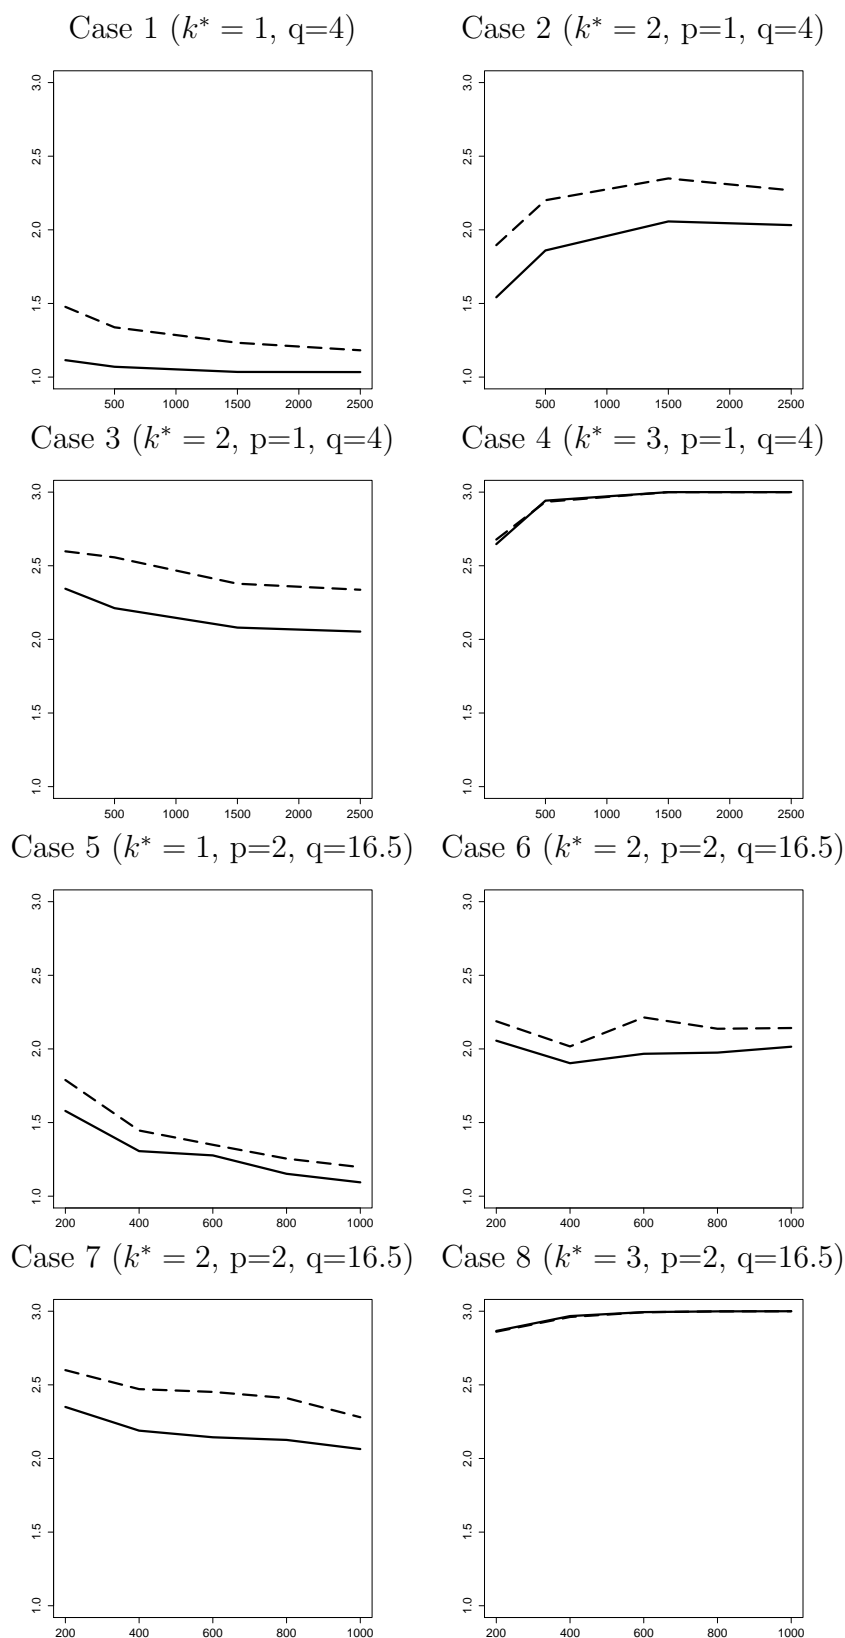 Case 1 (k* = 1, q=4)
Case 2 (k* = 2, p=1, q=4)
3.0
2.5
2.0
1.5
1.0
500 1000 1500 2000 2500
3.0
2.5
2.0
1.5
1.0
500 1000 1500 2000 2500
Case 3 (k* = 2, p=1, q=4)
Case 4 (k* = 3, p=1, q=4)
3.0
2.5
2.0
1.5
1.0
500 1000 1500 2000 2500
3.0
2.5
2.0
1.5
1.0
500 1000 1500 2000 2500
Case 5 (k* = 1, p=2, q=16.5)
Case 6 (k* = 2, p=2, q=16.5)
3.0
2.5
2.0
1.5
1.0
200 400 600 800 1000
3.0
2.5
2.0
1.5
1.0
200 400 600 800 1000
Case 7 (k* = 2, p=2, q=16.5)
Case 8 (k* = 3, p=2, q=16.5)
3.0
2.5
2.0
1.5
1.0
200 400 600 800 1000
3.0
2.5
2.0
1.5
1.0
200 400 600 800 1000